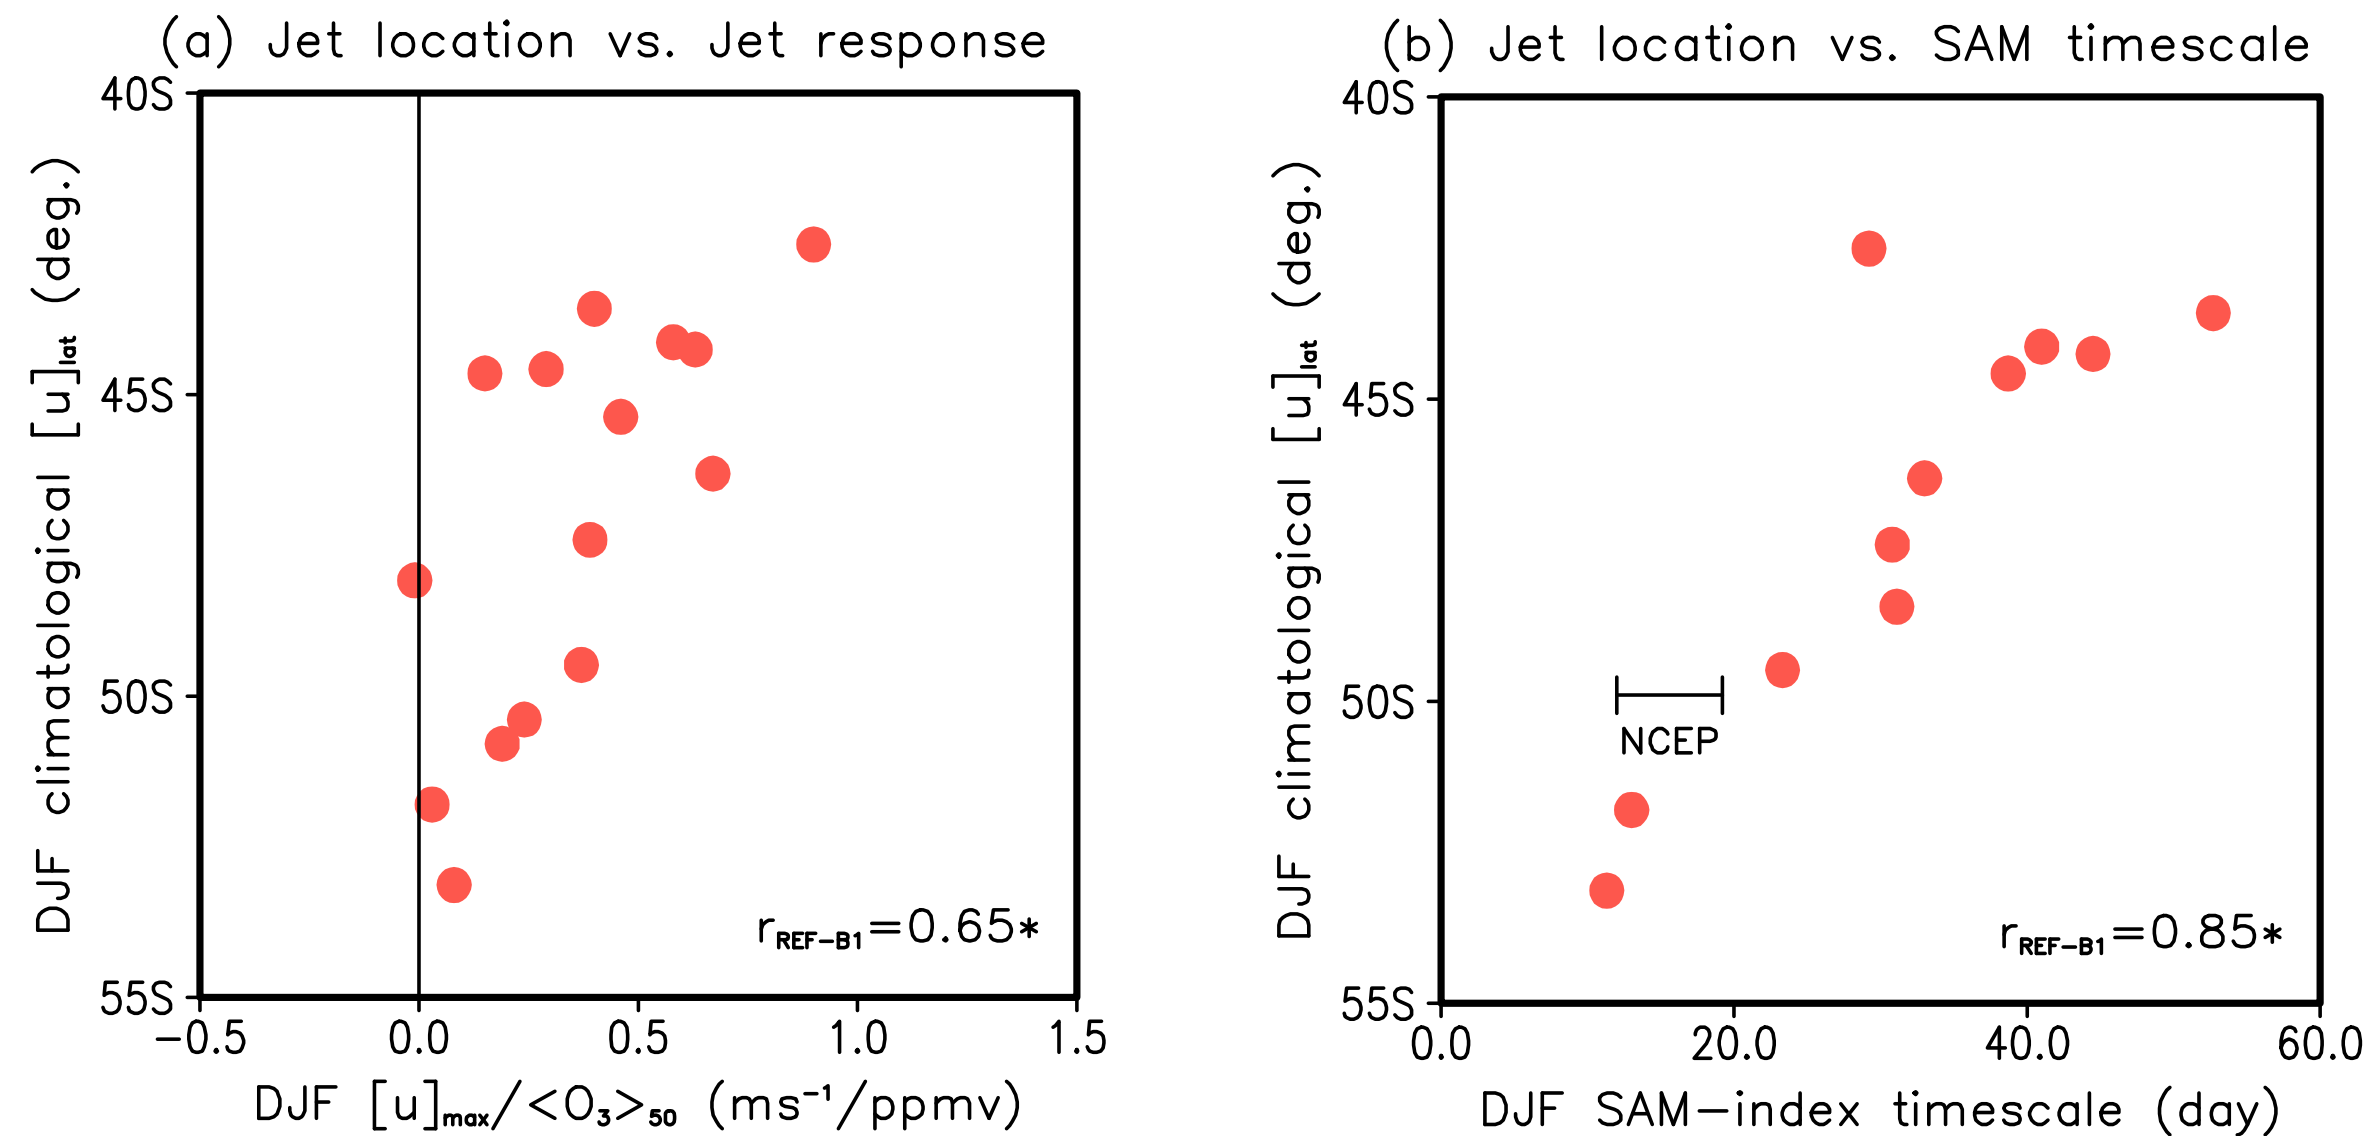 (a) Jet location vs. Jet response
40S
45S
50S
55S
DJF climatological [u]lat (deg.)
rREF-B1=0.65*
-0.5 0.0 0.5 1.0 1.5
DJF [u]max/<O3>50 (ms-1/ppmv)
(b) Jet location vs. SAM timescale
40S
45S
50S
55S
DJF climatological [u]lat (deg.)
NCEP
rREF-B1=0.85*
0.0 20.0 40.0 60.0
DJF SAM-index timescale (day)